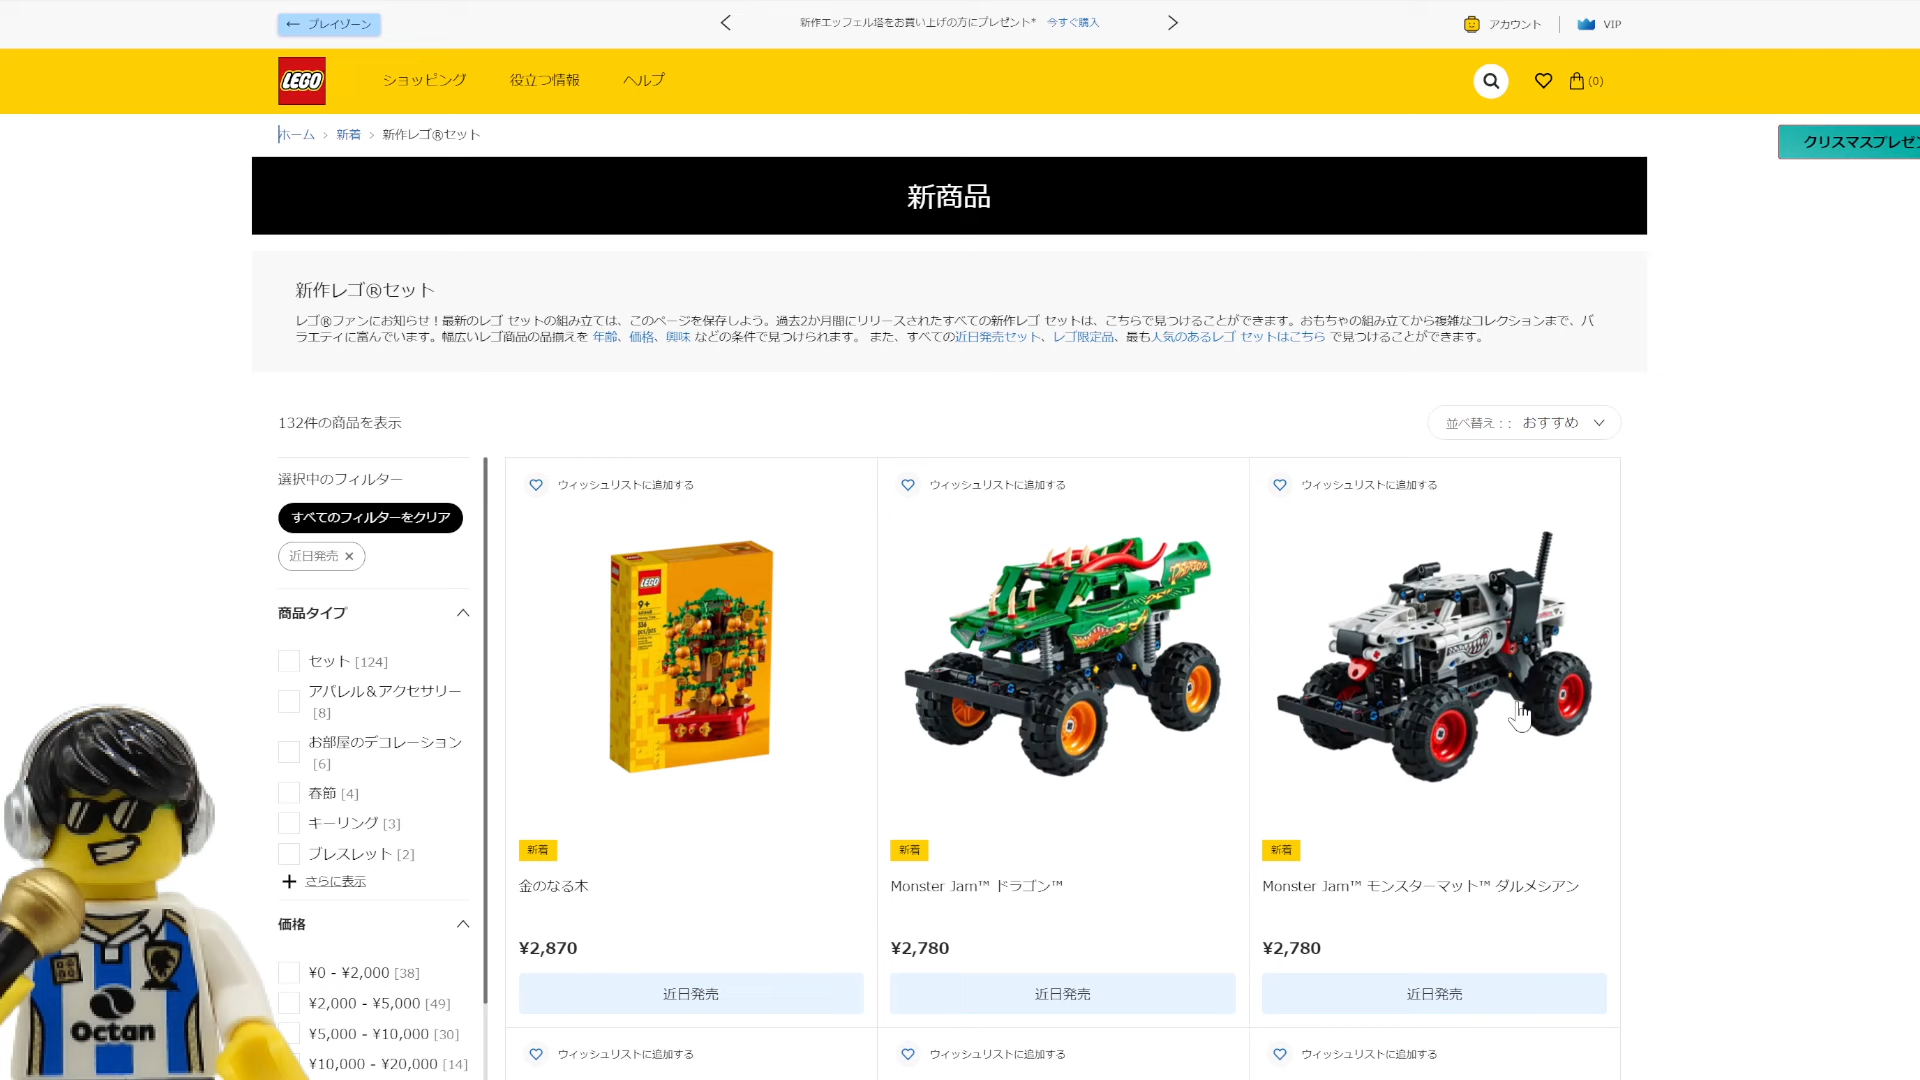 ← プレイゾーン
新作エッフェル塔をお買い上げの方にプレゼント* 今すぐ購入
アカウント
VIP
LEGO
ショッピング
役立つ情報
ヘルプ
(0)
ホーム > 新着 > 新作レゴ®セット
クリスマスプレゼ
新商品
新作レゴ®セット
レゴ®ファンにお知らせ！最新のレゴ セットの組み立ては、このページを保存しよう。過去2か月間にリリースされたすべての新作レゴ セットは、こちらで見つけることができます。おもちゃの組み立てから複雑なコレクションまで、バ
ラエティに富んでいます。幅広いレゴ商品の品揃えを 年齢、価格、興味 などの条件で見つけられます。 また、すべての近日発売セット、レゴ限定品、最も人気のあるレゴ セットはこちら で見つけることができます。
132件の商品を表示
並べ替え：: おすすめ
選択中のフィルター
すべてのフィルターをクリア
近日発売 ×
商品タイプ
セット [124]
アパレル＆アクセサリー
[8]
お部屋のデコレーション
[6]
春節 [4]
キーリング [3]
ブレスレット [2]
+ さらに表示
価格
¥0 - ¥2,000 [38]
¥2,000 - ¥5,000 [49]
¥5,000 - ¥10,000 [30]
¥10,000 - ¥20,000 [14]
ウィッシュリストに追加する
LEGO
9+
336
新着
金のなる木
¥2,870
近日発売
ウィッシュリストに追加する
DRAGON
新着
Monster Jam™ ドラゴン™
¥2,780
近日発売
ウィッシュリストに追加する
新着
Monster Jam™ モンスターマット™ ダルメシアン
¥2,780
近日発売
ウィッシュリストに追加する
ウィッシュリストに追加する
ウィッシュリストに追加する
Octan